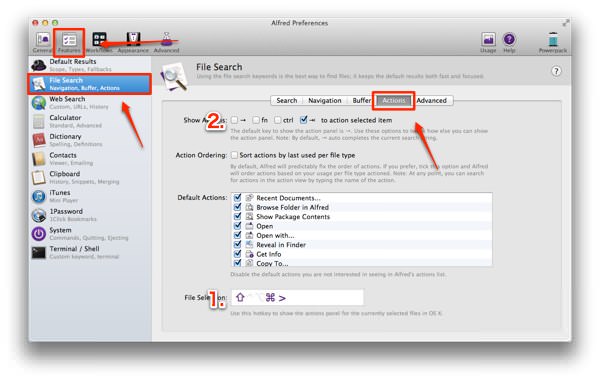 Alfred Preferences
General Features Workflows Appearance Advanced Usage Help Powerpack
Default Results
Scope, Types, Fallbacks
File Search
Navigation, Buffer, Actions
Web Search
Custom, URLs, History
Calculator
Standard, Advanced
Dictionary
Spelling, Definitions
Contacts
Viewer, Emailing
Clipboard
History, Snippets, Merging
iTunes
Mini Player
1Password
1Click Bookmarks
System
Commands, Quitting, Ejecting
Terminal / Shell
Custom keyword, terminal
File Search
Using the file search keywords is the best way to find files; it keeps the default results both fast and focused.
?
Search Navigation Buffer Actions Advanced
Show 2. → fn ctrl ⇥ to action selected item
The default key to show the action panel is ⇥. Use these options to how else you can show
the action panel. Note: By default, → auto completes the current search
Action Ordering: Sort actions by last used per file type
By default, Alfred will predictably fix the order of actions. If you prefer, tick this option and Alfred
will order actions based on your usage per file type actioned. Note: At any point, you can search
for actions in the action view by typing the name of the action.
Default Actions: Recent Documents...
Browse Folder in Alfred
Show Package Contents
Open
Open with...
Reveal in Finder
Get Info
Copy To...
Disable the default actions you are not interested in seeing in Alfred's actions list.
File 1. ⇧ ^ ⌥ ⌘ >
Use this hotkey to show the actions panel for the currently selected files in OS X.